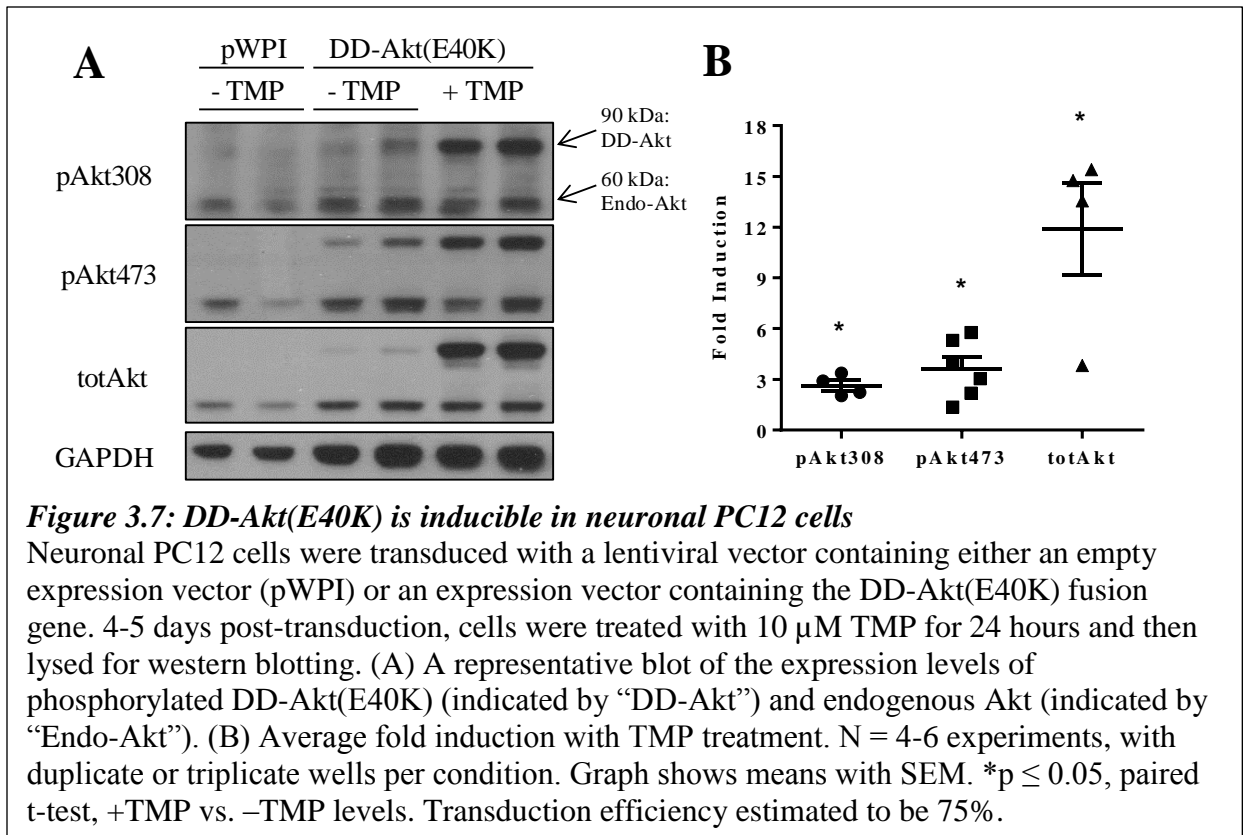 A
pWPI DD-Akt(E40K)
- TMP - TMP + TMP
90 kDa:
DD-Akt
pAkt308
60 kDa:
Endo-Akt
pAkt473
totAkt
GAPDH
B
Fold Induction
18
15
12
9
6
3
0
* * *
pAkt308 pAkt473 totAkt
Figure 3.7: DD-Akt(E40K) is inducible in neuronal PC12 cells
Neuronal PC12 cells were transduced with a lentiviral vector containing either an empty
expression vector (pWPI) or an expression vector containing the DD-Akt(E40K) fusion
gene. 4-5 days post-transduction, cells were treated with 10 µM TMP for 24 hours and then
lysed for western blotting. (A) A representative blot of the expression levels of
phosphorylated DD-Akt(E40K) (indicated by “DD-Akt”) and endogenous Akt (indicated by
“Endo-Akt”). (B) Average fold induction with TMP treatment. N = 4-6 experiments, with
duplicate or triplicate wells per condition. Graph shows means with SEM. *p ≤ 0.05, paired
t-test, +TMP vs. –TMP levels. Transduction efficiency estimated to be 75%.